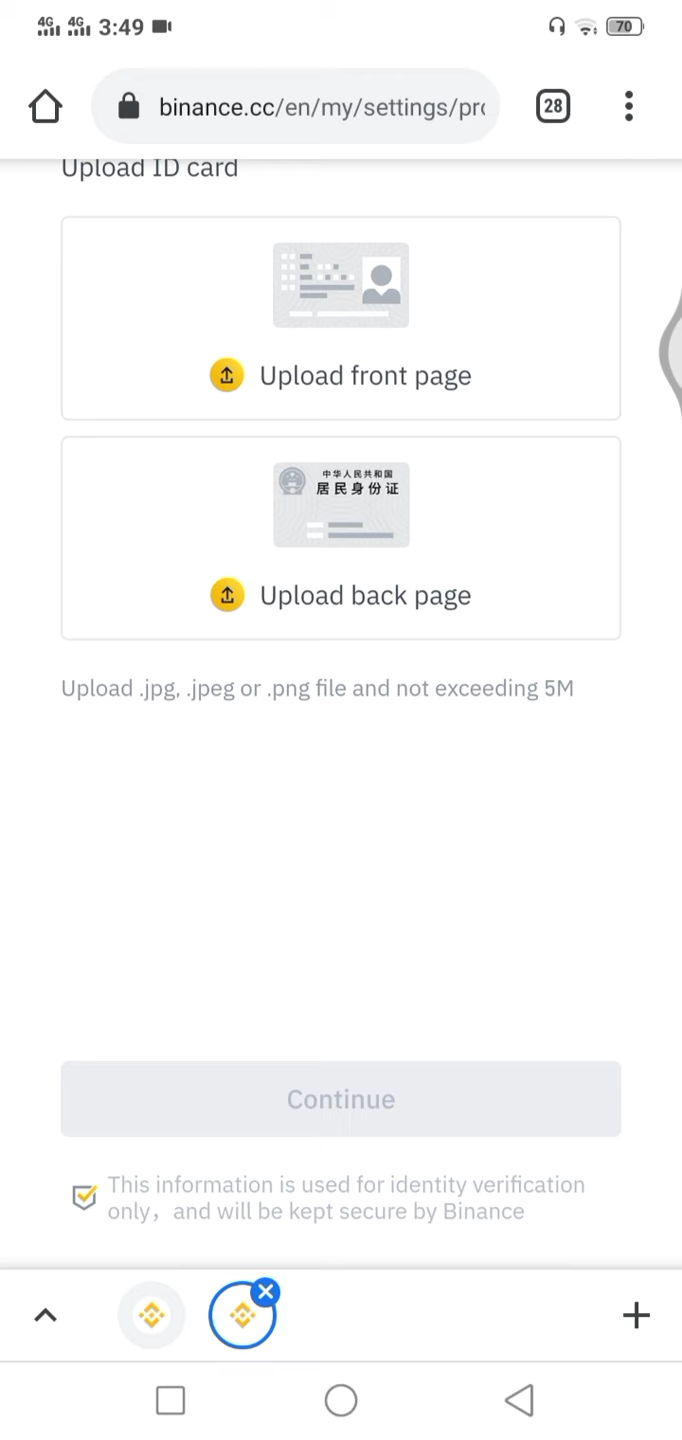 4G 4G 3:49 70
binance.cc/en/my/settings/pro
28
Upload ID card
Upload front page
中华人民共和国
居民身份证
Upload back page
Upload .jpg, .jpeg or .png file and not exceeding 5M
Continue
This information is used for identity verification
only，and will be kept secure by Binance